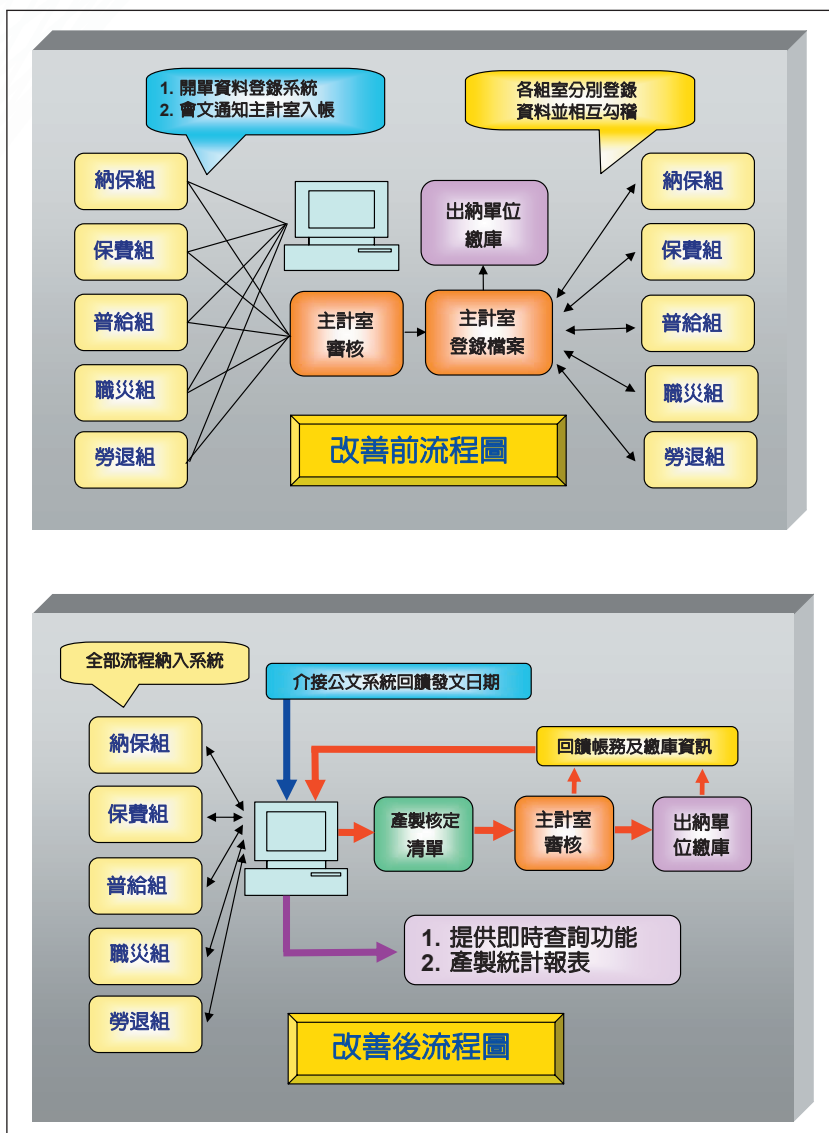 1. 開單資料登錄系統
2. 會文通知主計室入帳
各組室分別登錄
資料並相互勾稽
納保組
保費組
普給組
職災組
勞退組
出納單位
繳庫
主計室
審核
主計室
登錄檔案
納保組
保費組
普給組
職災組
勞退組
改善前流程圖
全部流程納入系統
介接公文系統回饋發文日期
納保組
保費組
普給組
職災組
勞退組
回饋帳務及繳庫資訊
產製核定
清單
主計室
審核
出納單
位繳庫
1. 提供即時查詢功能
2. 產製統計報表
改善後流程圖